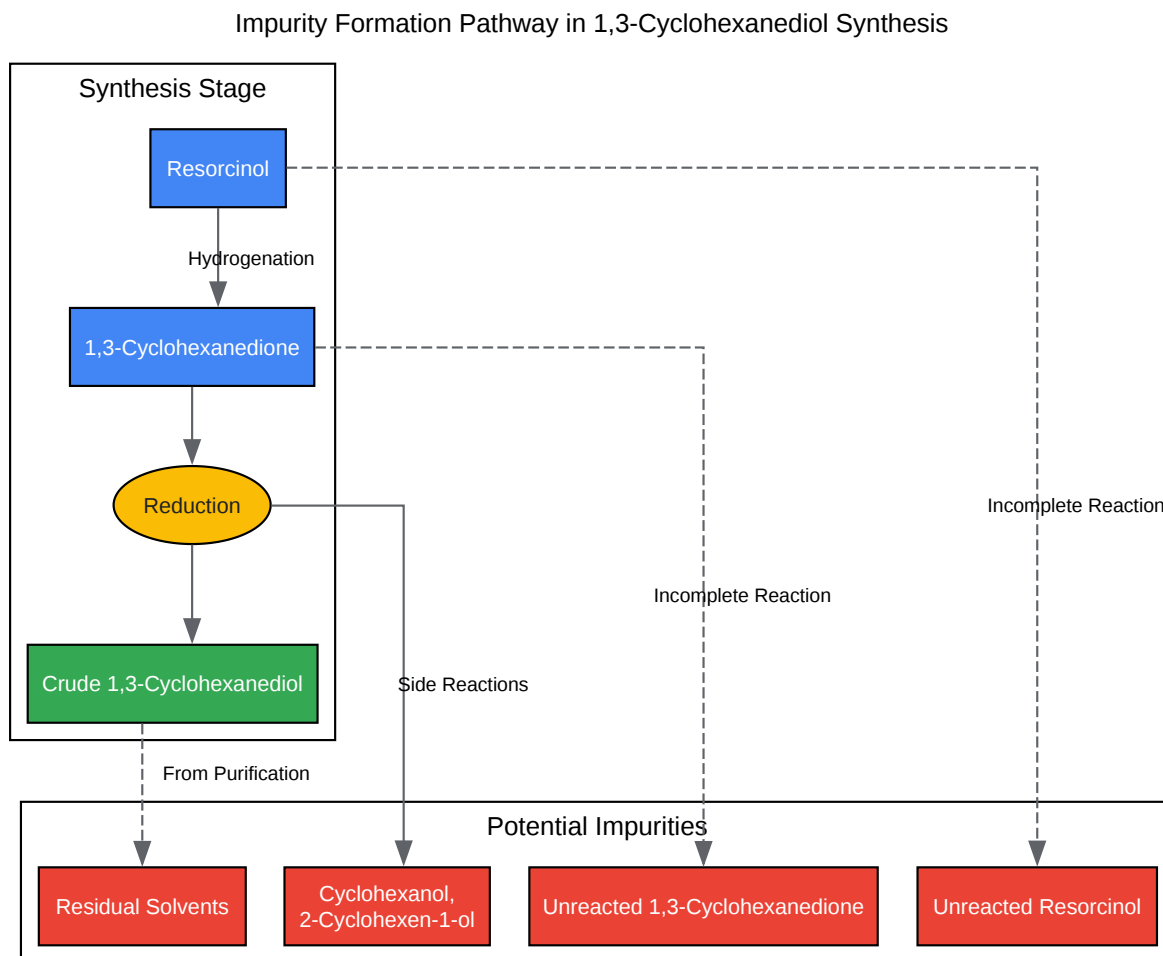 Impurity Formation Pathway in 1,3-Cyclohexanediol Synthesis
Synthesis Stage
Resorcinol
Hydrogenation
1,3-Cyclohexanedione
Reduction
Incomplete Reaction
Incomplete Reaction
Crude 1,3-Cyclohexanediol
Side Reactions
From Purification
Potential Impurities
Residual Solvents
Cyclohexanol,
2-Cyclohexen-1-ol
Unreacted 1,3-Cyclohexanedione
Unreacted Resorcinol